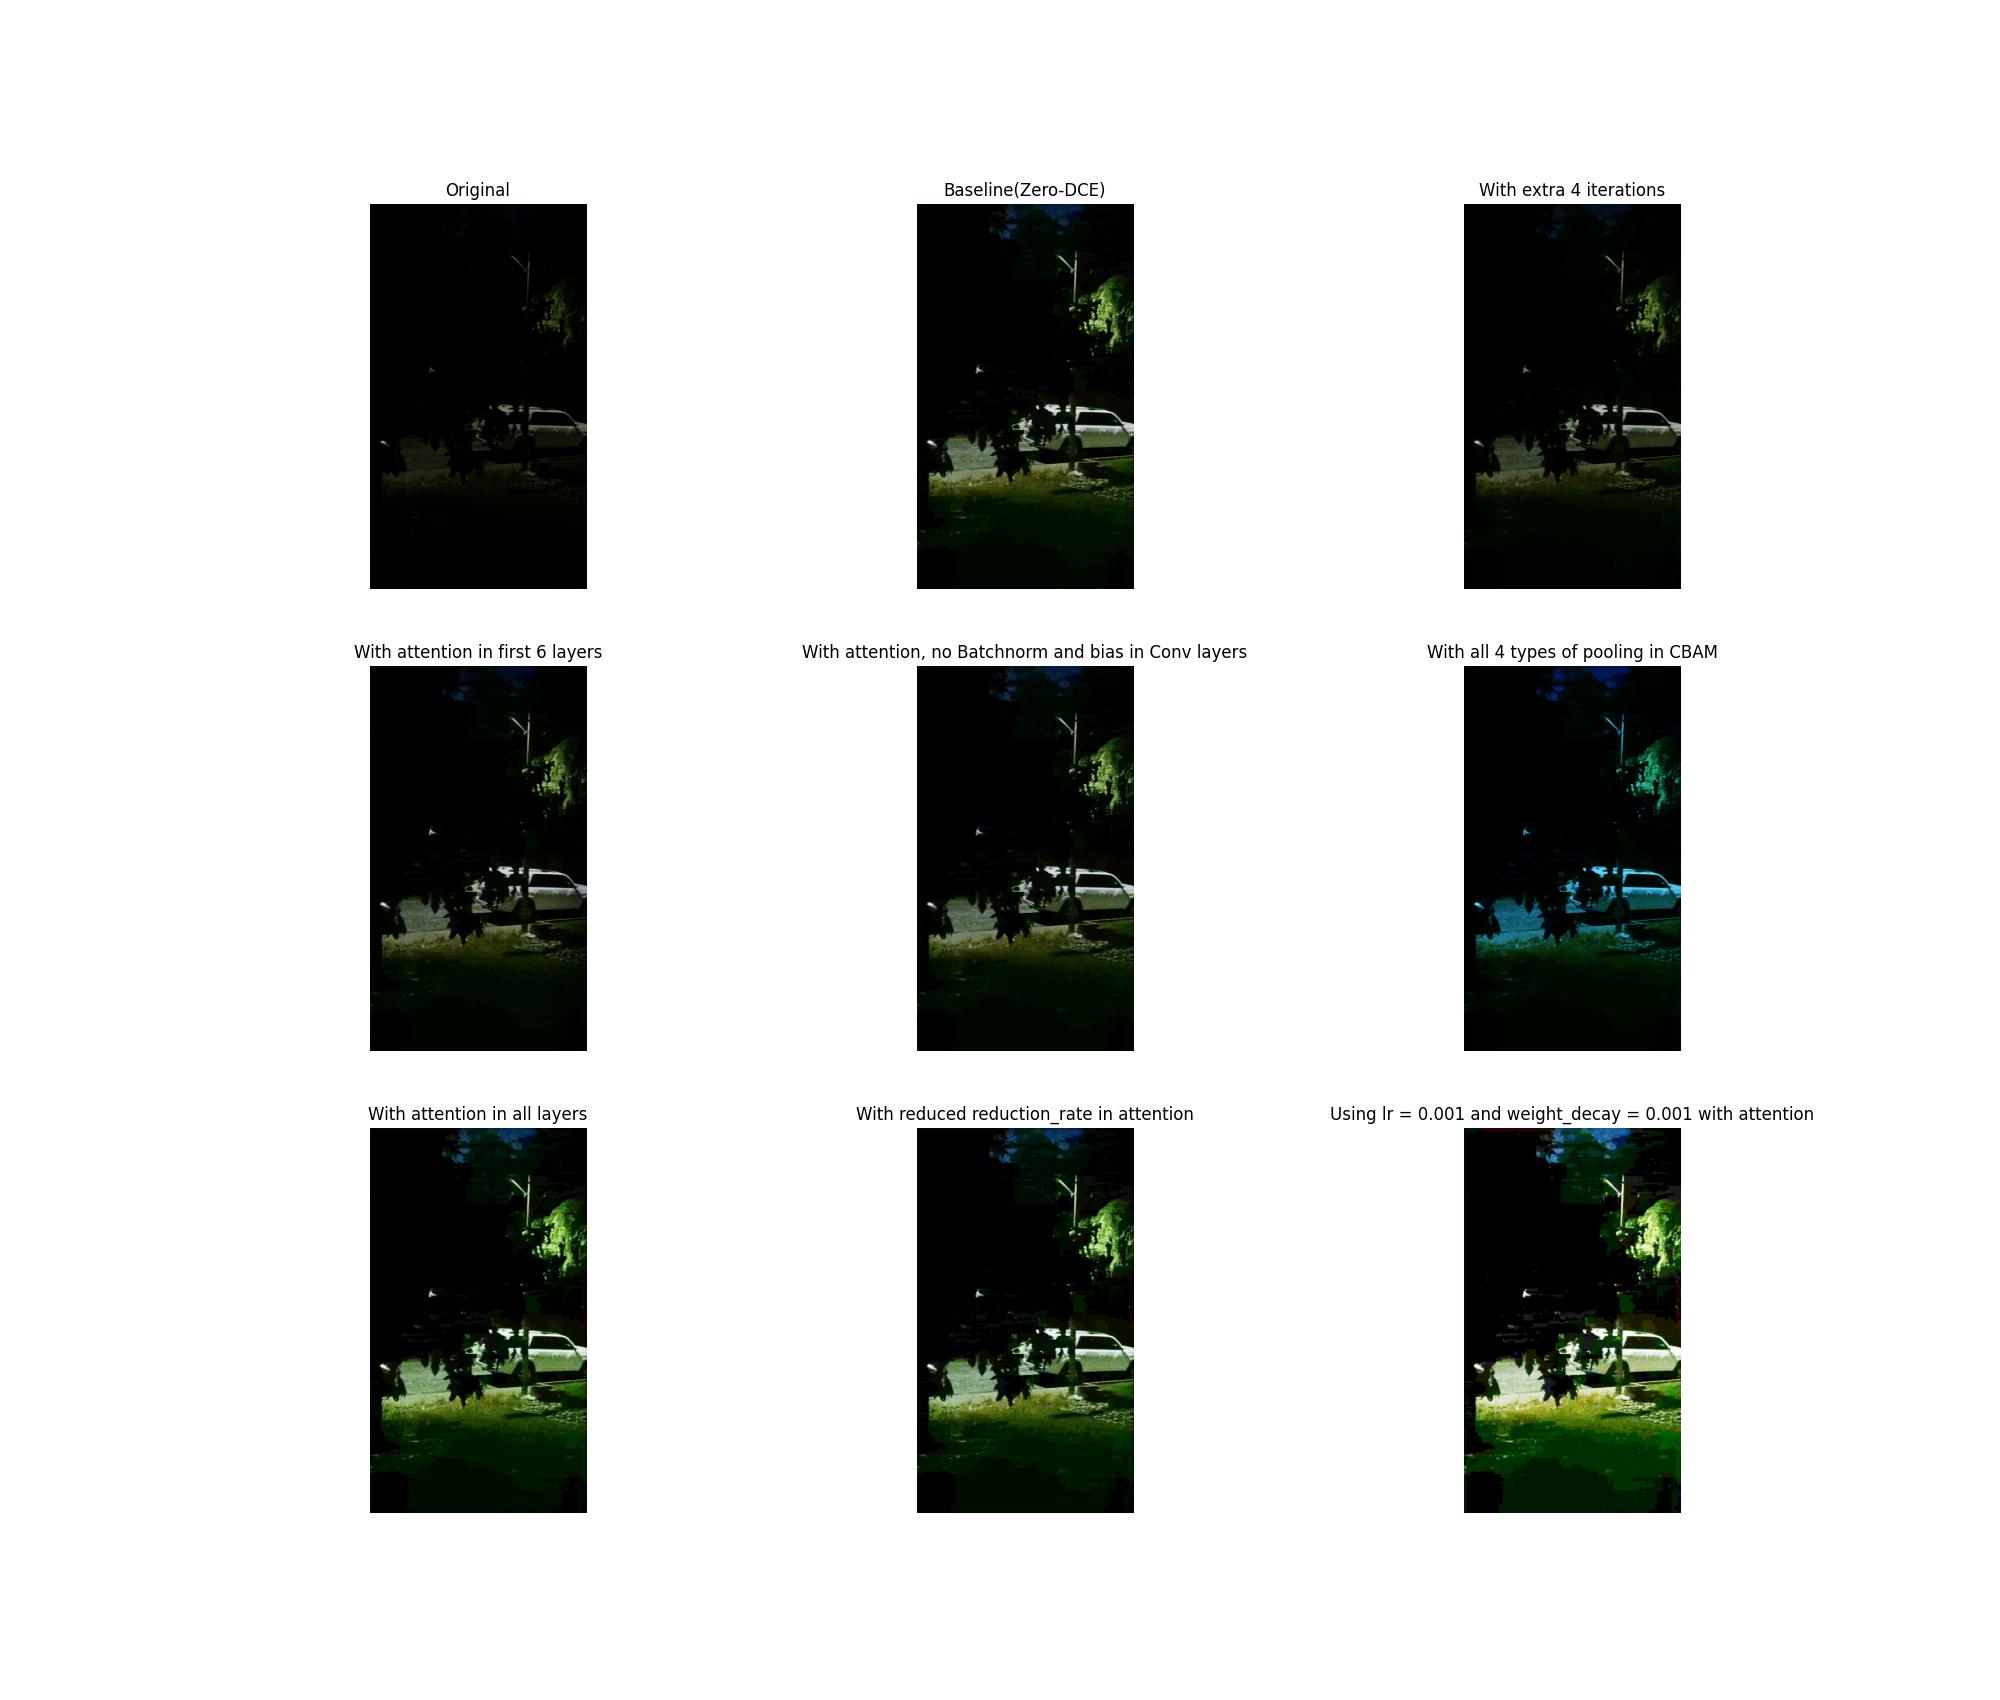 Original
Baseline(Zero-DCE)
With extra 4 iterations
With attention in first 6 layers
With attention, no Batchnorm and bias in Conv layers
With all 4 types of pooling in CBAM
With attention in all layers
With reduced reduction_rate in attention
Using lr = 0.001 and weight_decay = 0.001 with attention